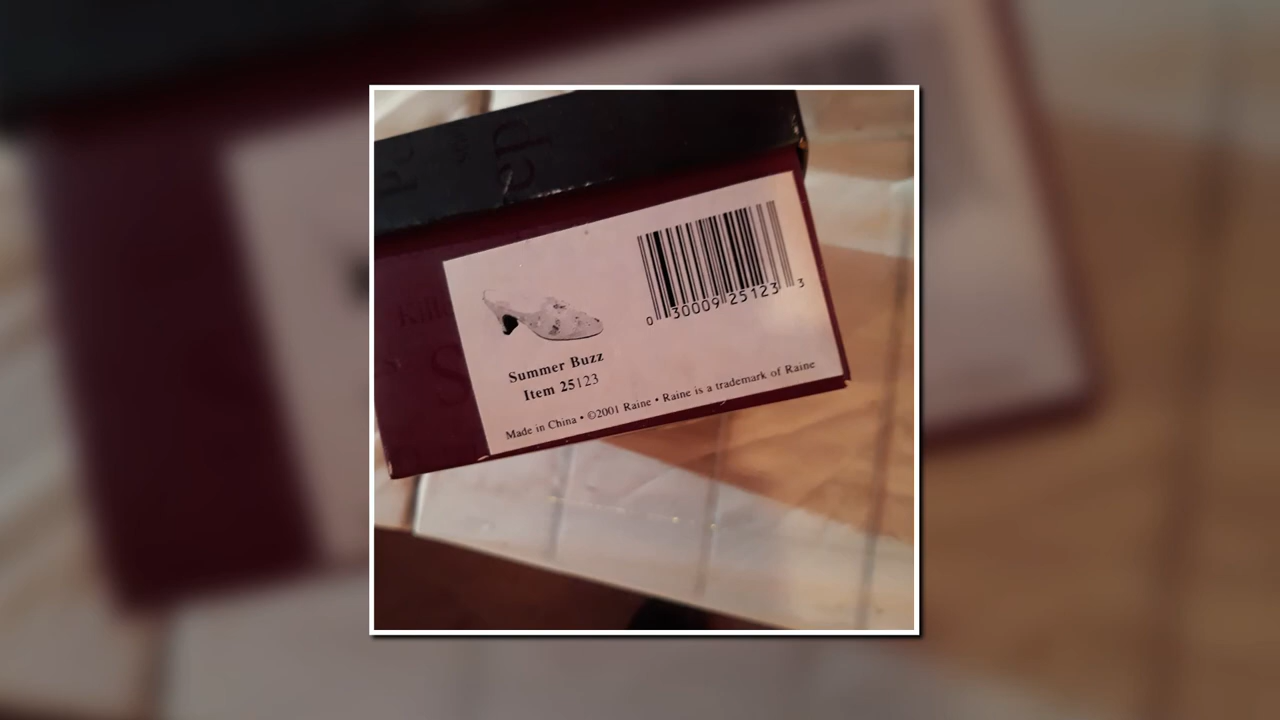 0 30009 25123 3
Summer Buzz
Item 25123
Made in China • ©2001 Raine • Raine is a trademark of Raine